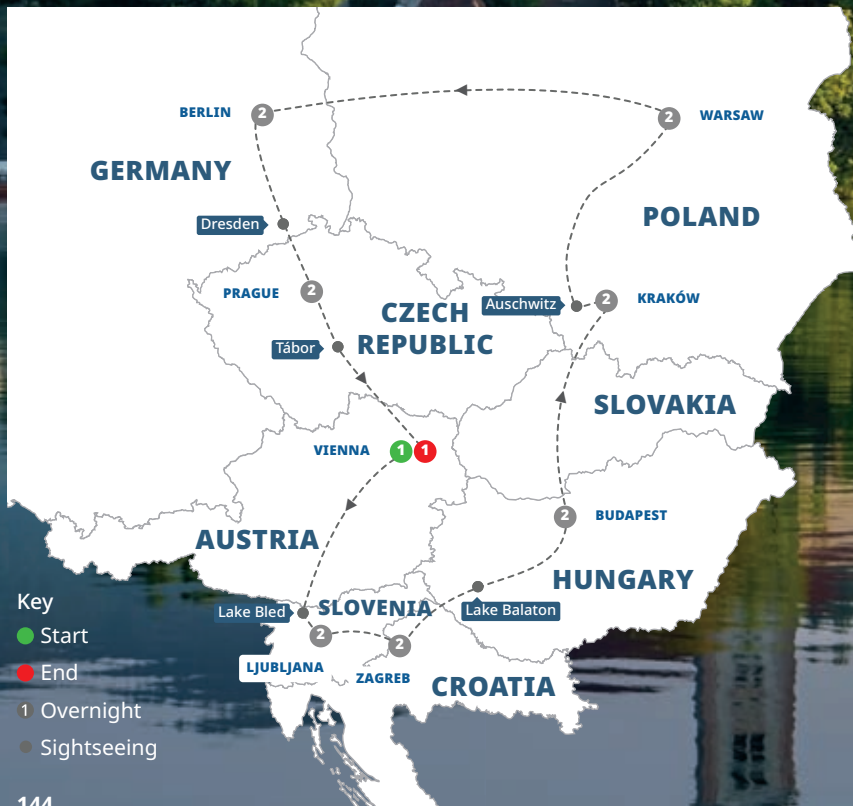 BERLIN
2
2
WARSAW
GERMANY
POLAND
Dresden
PRAGUE
2
CZECH
REPUBLIC
Auschwitz
2
KRAKÓW
Tábor
SLOVAKIA
VIENNA
1
1
BUDAPEST
2
AUSTRIA
HUNGARY
Lake Balaton
Lake Bled
SLOVENIA
2
2
LJUBLJANA
ZAGREB
CROATIA
Key
Start
End
1 Overnight
Sightseeing
144